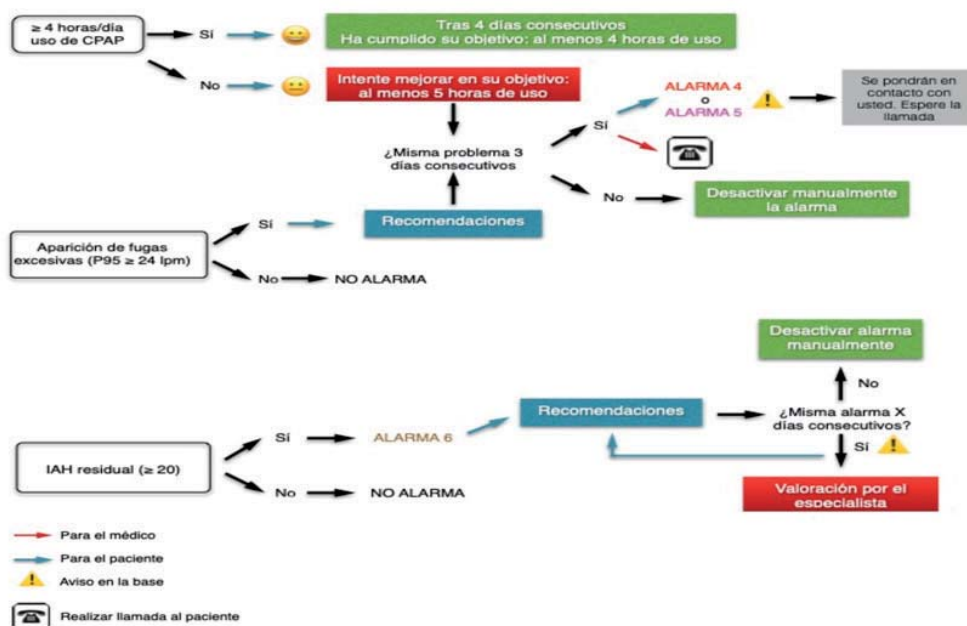 ≥ 4 horas/día
uso de CPAP
Sí
Tras 4 días consecutivos
Ha cumplido su objetivo: al menos 4 horas de uso
No
Intente mejorar en su objetivo:
al menos 5 horas de uso
¿Misma problema 3
días consecutivos
Sí
ALARMA 4
o
ALARMA 5
Se pondrán en
contacto con
usted. Espere la
llamada
No
Desactivar manualmente
la alarma
Aparición de fugas
excesivas (P95 ≥ 24 lpm)
Sí
Recomendaciones
No
NO ALARMA
IAH residual (≥ 20)
Sí
ALARMA 6
Recomendaciones
¿Misma alarma X
días consecutivos?
No
Desactivar alarma
manualmente
Sí
Valoración por el
especialista
No
NO ALARMA
Para el médico
Para el paciente
Aviso en la base
Realizar llamada al paciente